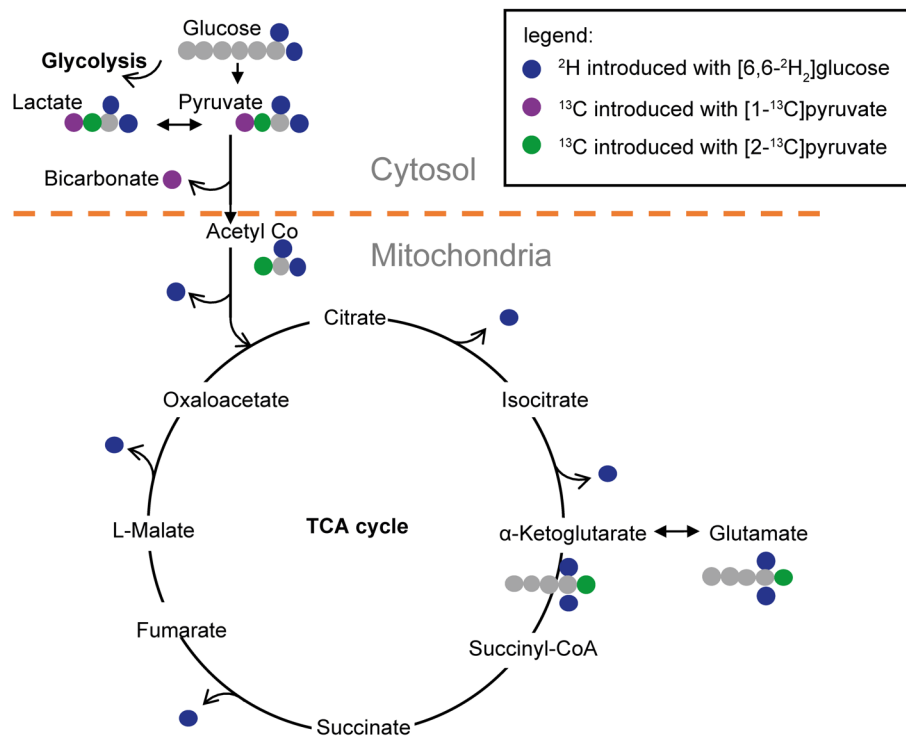 Glucose
Glycolysis
Lactate
Pyruvate
Bicarbonate
Cytosol
Acetyl Co
Mitochondria
Citrate
Oxaloacetate
Isocitrate
L-Malate
TCA cycle
α-Ketoglutarate
Glutamate
Fumarate
Succinyl-CoA
Succinate
legend:
²H introduced with [6,6-²H₂]glucose
¹³C introduced with [1-¹³C]pyruvate
¹³C introduced with [2-¹³C]pyruvate